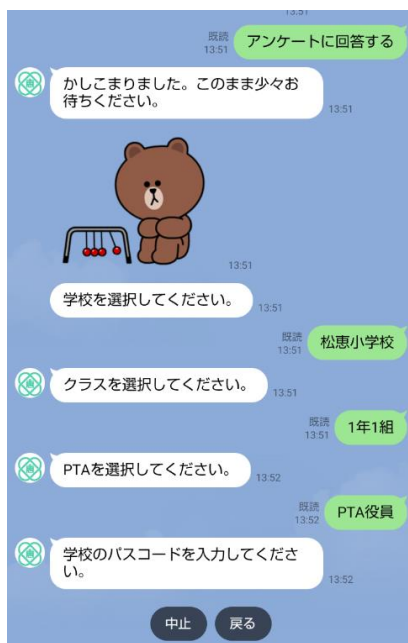 13:51
既読
13:51
アンケートに回答する
かしこまりました。このまま少々お
待ちください。
13:51
13:51
学校を選択してください。
13:51
既読
13:51
松恵小学校
クラスを選択してください。
13:51
既読
13:51
1年1組
PTAを選択してください。
13:52
既読
13:52
PTA役員
学校のパスコードを入力してくださ
い。
13:52
中止
戻る